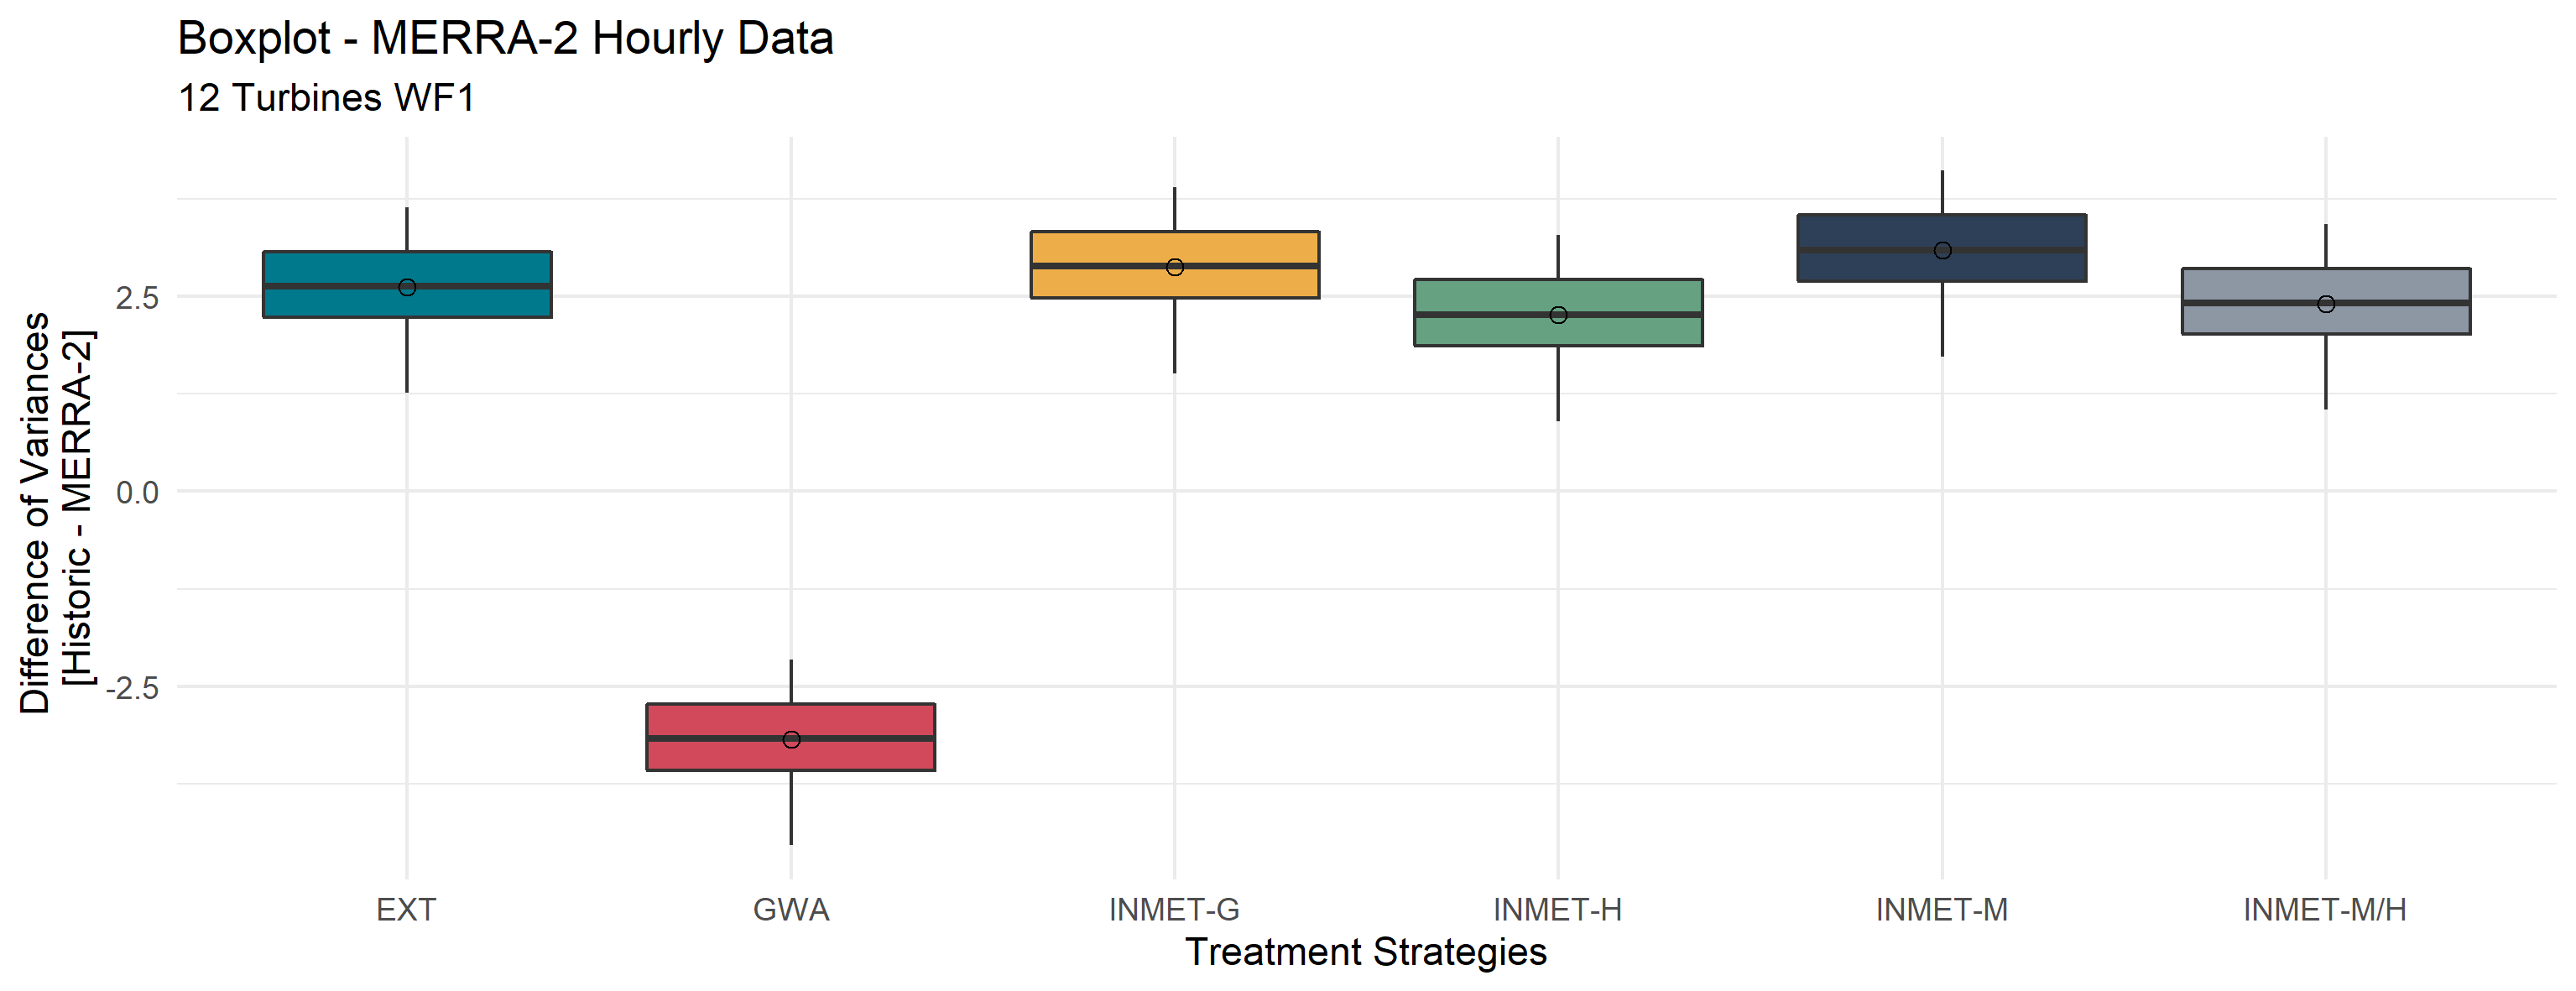 Boxplot - MERRA-2 Hourly Data
12 Turbines WF1
Difference of Variances
[Historic - MERRA-2]
2.5
0.0
-2.5
EXT
GWA
INMET-G
INMET-H
INMET-M
INMET-M/H
Treatment Strategies